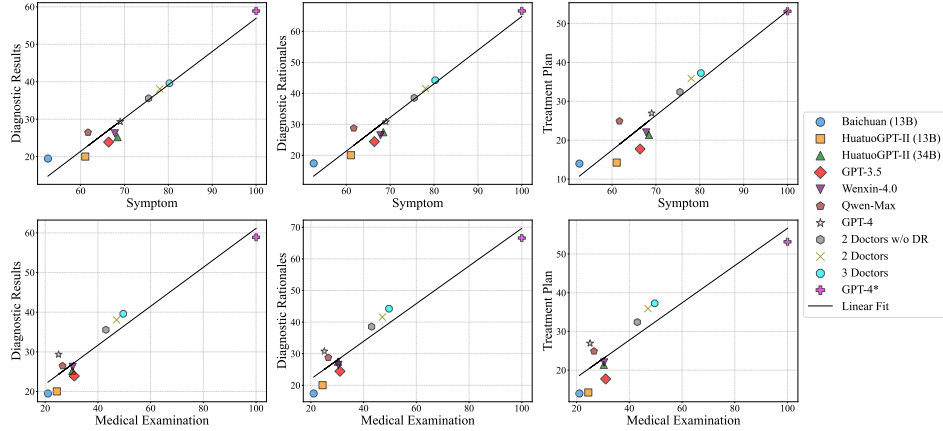 60
50
40
30
20
Diagnostic Results
60 70 80 90 100
Symptom
60
50
40
30
20
Diagnostic Rationales
60 70 80 90 100
Symptom
50
40
30
20
10
Treatment Plan
60 70 80 90 100
Symptom
60
50
40
30
20
Diagnostic Results
20 40 60 80 100
Medical Examination
70
60
50
40
30
20
Diagnostic Rationales
20 40 60 80 100
Medical Examination
50
40
30
20
Treatment Plan
20 40 60 80 100
Medical Examination
Baichuan (13B)
HuatuoGPT-II (13B)
HuatuoGPT-II (34B)
GPT-3.5
Wenxin-4.0
Qwen-Max
GPT-4
2 Doctors w/o DR
2 Doctors
3 Doctors
GPT-4*
Linear Fit